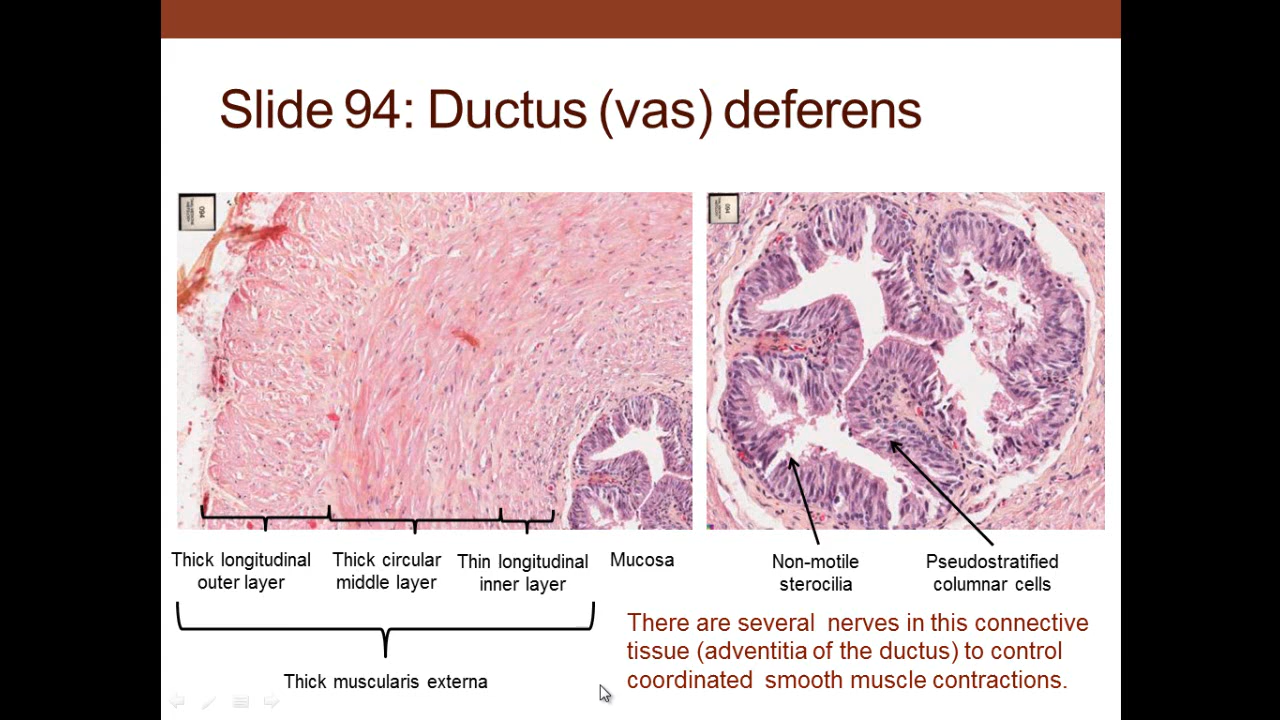 Slide 94: Ductus (vas) deferens
094
094
Thick longitudinal
outer layer
Thick circular
middle layer
Thin longitudinal
inner layer
Mucosa
Non-motile
sterocilia
Pseudostratified
columnar cells
Thick muscularis externa
There are several nerves in this connective
tissue (adventitia of the ductus) to control
coordinated smooth muscle contractions.